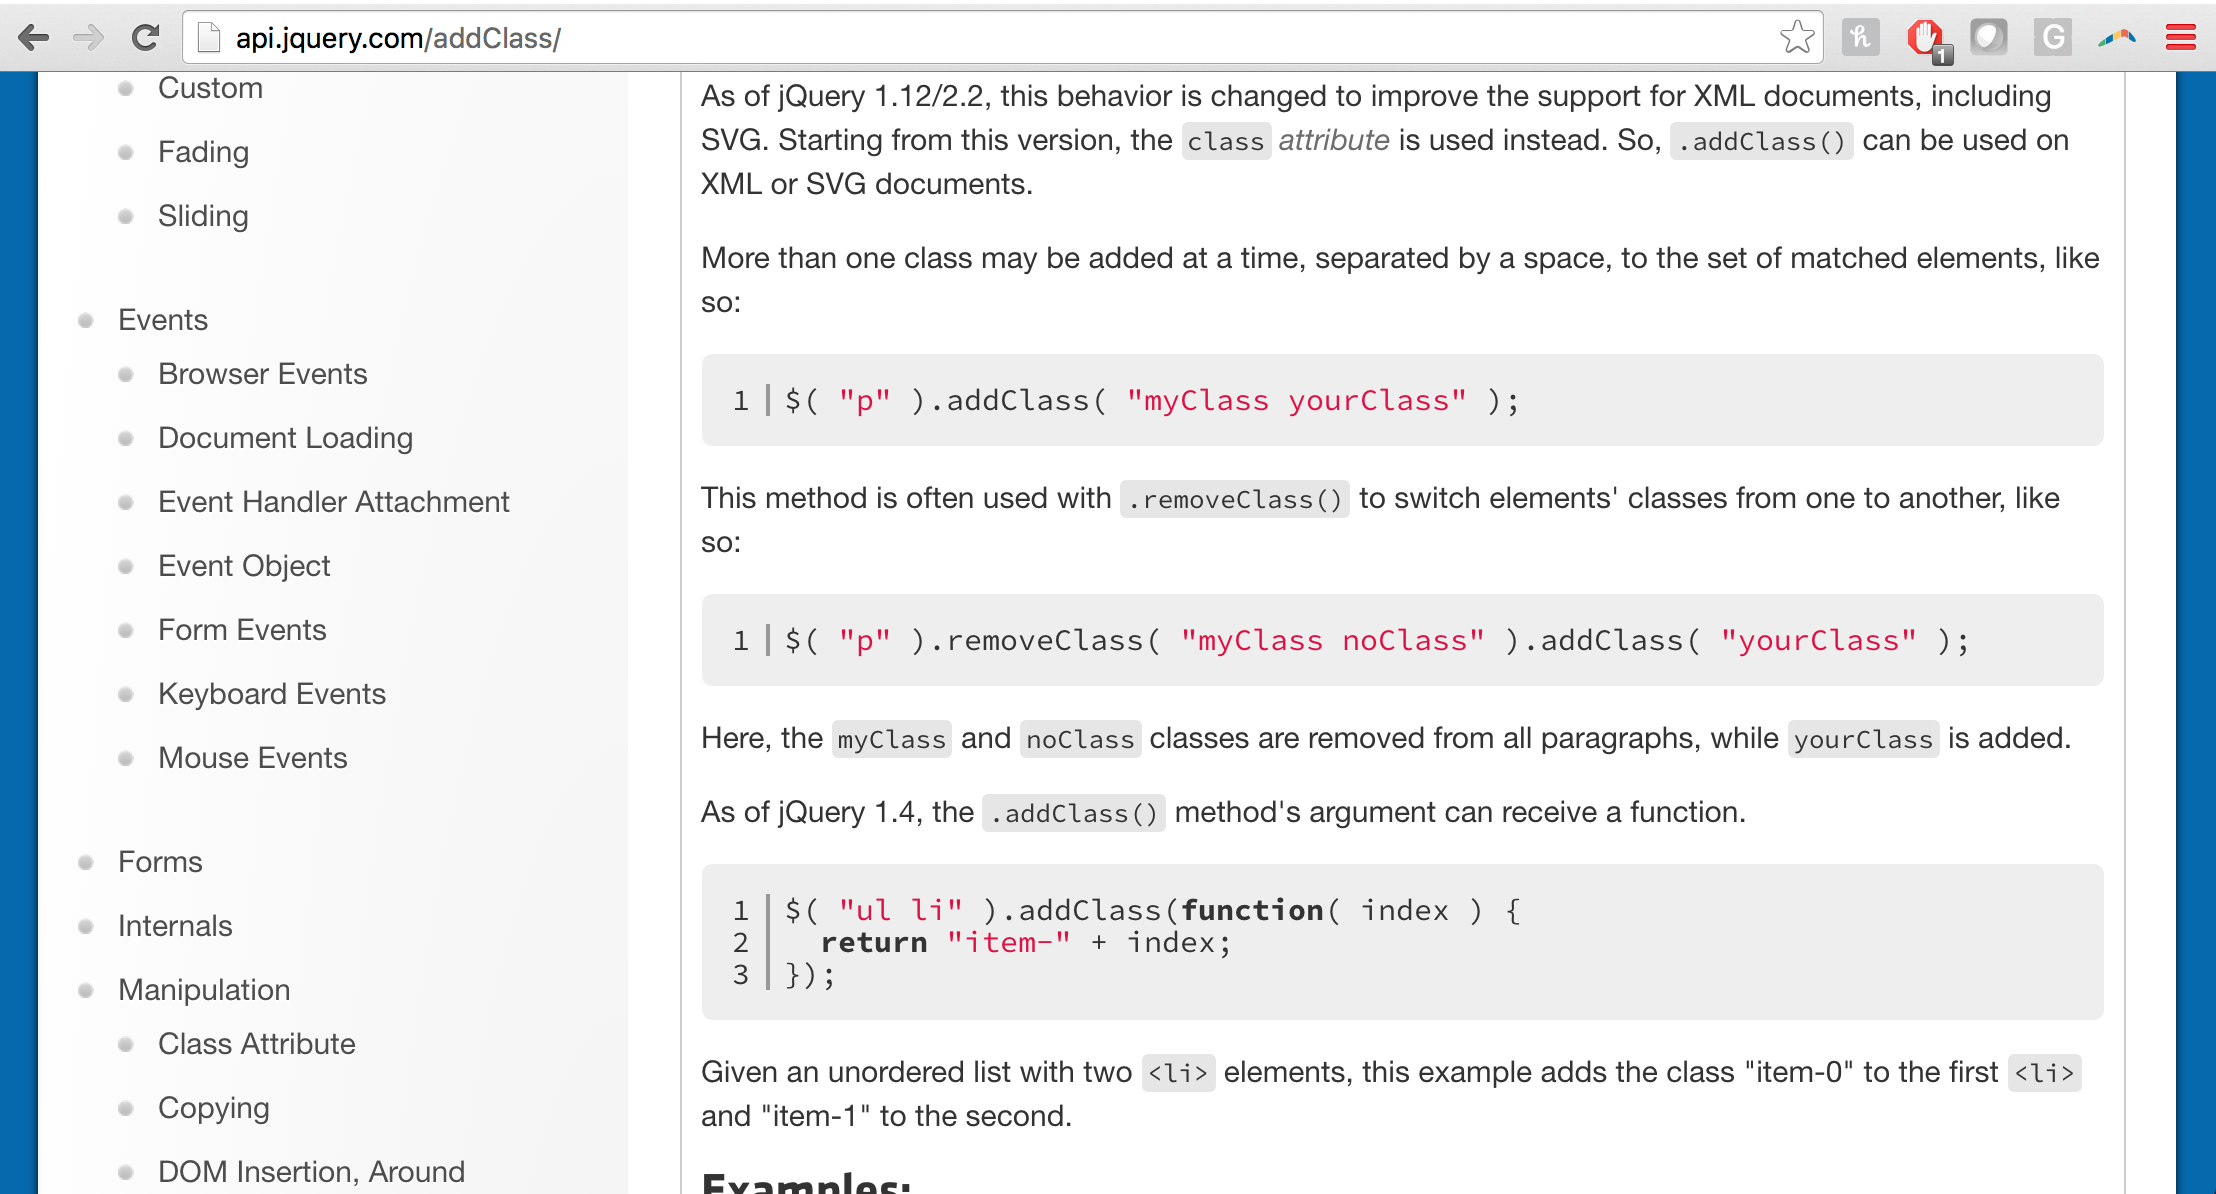 api.jquery.com/addClass/
1
G
Custom
Fading
Sliding
Events
Browser Events
Document Loading
Event Handler Attachment
Event Object
Form Events
Keyboard Events
Mouse Events
Forms
Internals
Manipulation
Class Attribute
Copying
DOM Insertion, Around
As of jQuery 1.12/2.2, this behavior is changed to improve the support for XML documents, including
SVG. Starting from this version, the class attribute is used instead. So, .addClass() can be used on
XML or SVG documents.
More than one class may be added at a time, separated by a space, to the set of matched elements, like
so:
1 $( "p" ).addClass( "myClass yourClass" );
This method is often used with .removeClass() to switch elements' classes from one to another, like
so:
1 $( "p" ).removeClass( "myClass noClass" ).addClass( "yourClass" );
Here, the myClass and noClass classes are removed from all paragraphs, while yourClass is added.
As of jQuery 1.4, the .addClass() method's argument can receive a function.
1 $( "ul li" ).addClass(function( index ) {
2 return "item-" + index;
3 });
Given an unordered list with two <li> elements, this example adds the class "item-0" to the first <li>
and "item-1" to the second.
Examples: